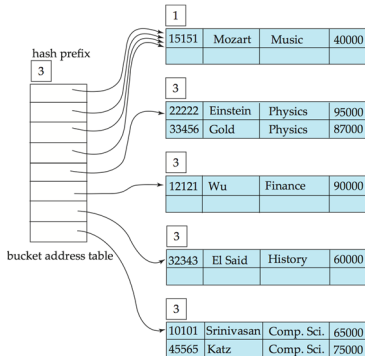 1
15151 Mozart Music 40000
hash prefix
3
3
22222 Einstein Physics 95000
33456 Gold Physics 87000
3
12121 Wu Finance 90000
bucket address table
3
32343 El Said History 60000
3
10101 Srinivasan Comp. Sci. 65000
45565 Katz Comp. Sci. 75000